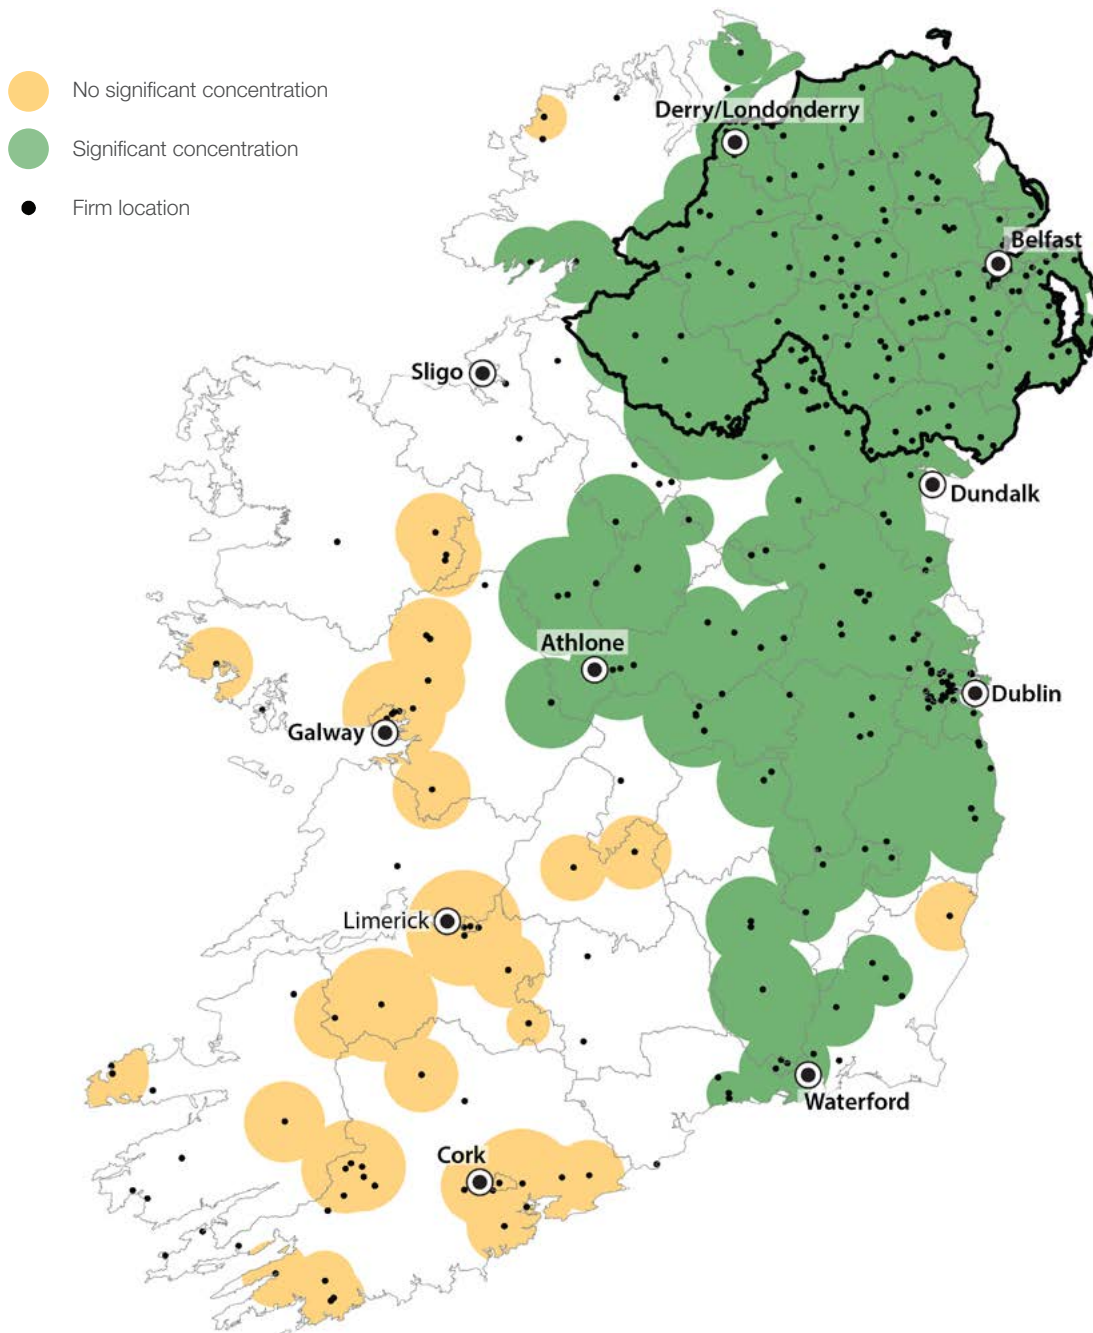 No significant concentration
Significant concentration
Firm location
Derry/Londonderry
Belfast
Sligo
Dundalk
Athlone
Dublin
Galway
Limerick
Waterford
Cork